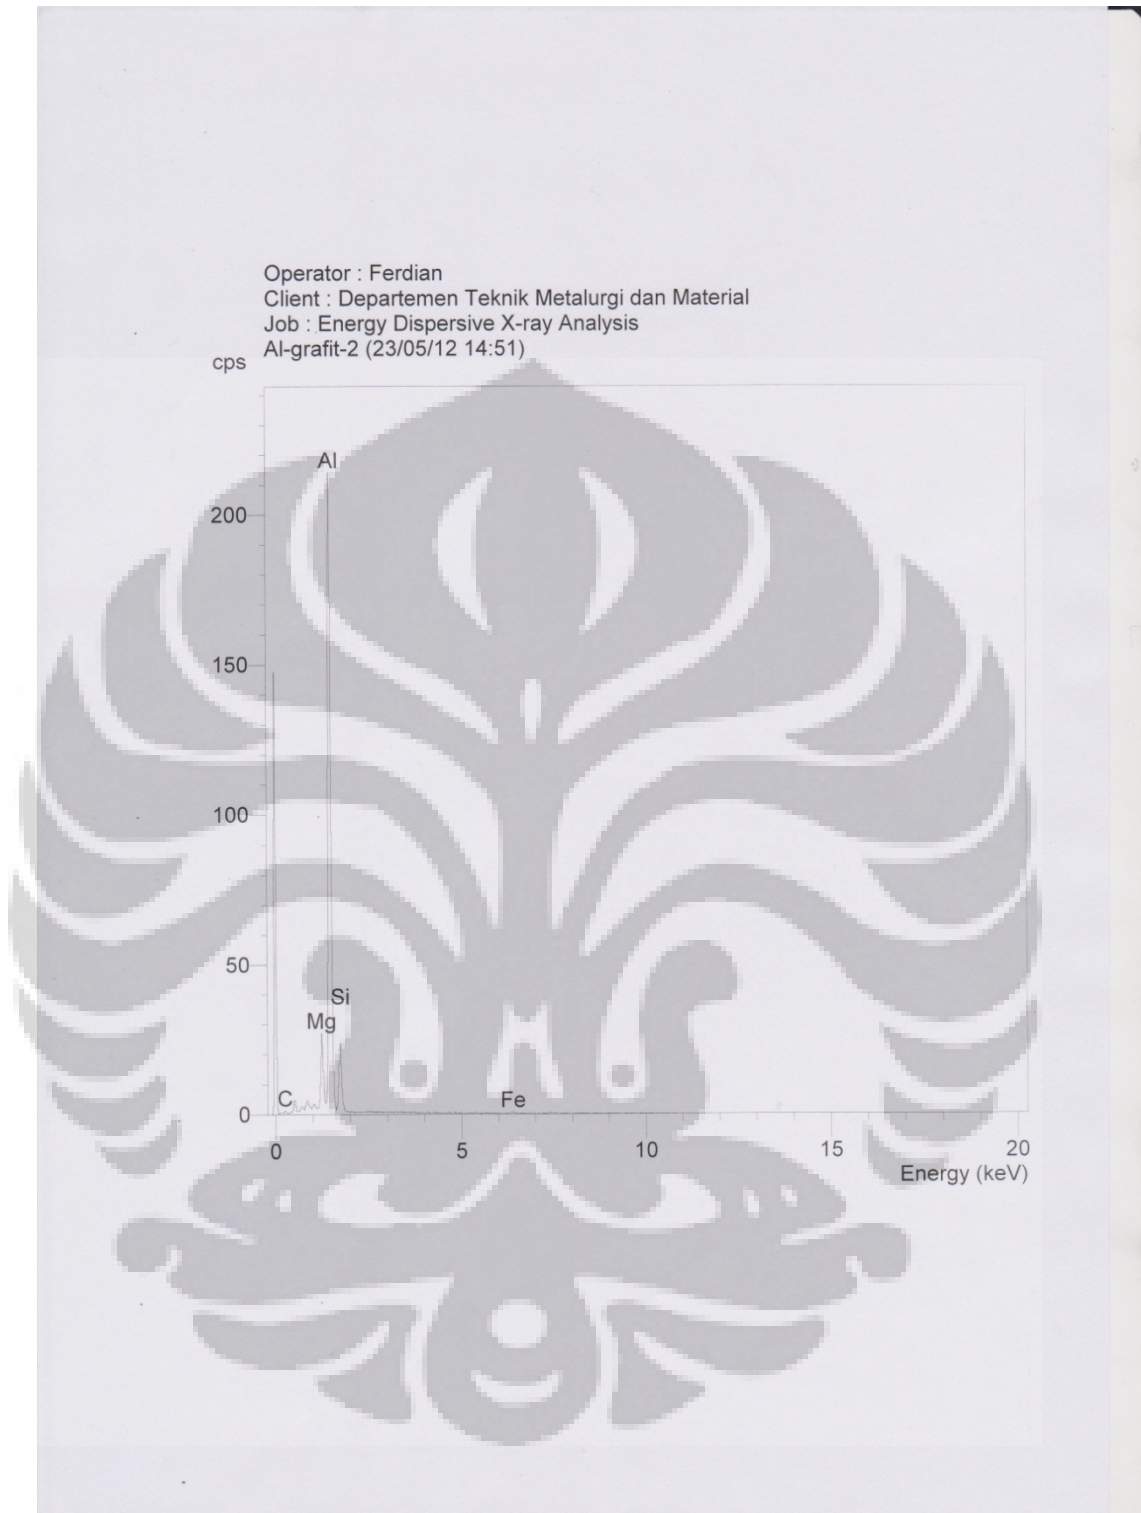 Operator : Ferdian
Client : Departemen Teknik Metalurgi dan Material
Job : Energy Dispersive X-ray Analysis
Al-grafit-2 (23/05/12 14:51)
cps
Al
200
150
100
50
Si
Mg
C
Fe
0
0 5 10 15 20
Energy (keV)